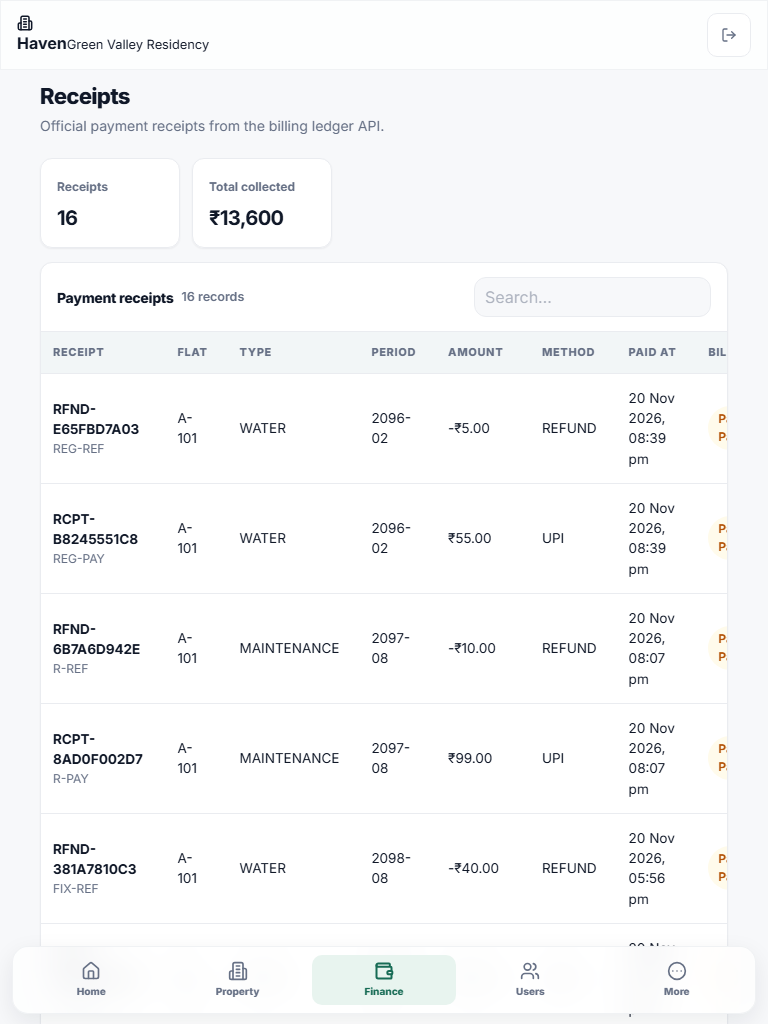 HavenGreen Valley Residency
Receipts
Official payment receipts from the billing ledger API.
Receipts
16
Total collected
₹13,600
Payment receipts 16 records
Search...
RECEIPT FLAT TYPE PERIOD AMOUNT METHOD PAID AT BIL
RFND-
E65FBD7A03
REG-REF
A-
101
WATER
2096-
02
-₹5.00
REFUND
20 Nov
2026,
08:39
pm
RCPT-
B8245551C8
REG-PAY
A-
101
WATER
2096-
02
₹55.00
UPI
20 Nov
2026,
08:39
pm
RFND-
6B7A6D942E
R-REF
A-
101
MAINTENANCE
2097-
08
-₹10.00
REFUND
20 Nov
2026,
08:07
pm
RCPT-
8AD0F002D7
R-PAY
A-
101
MAINTENANCE
2097-
08
₹99.00
UPI
20 Nov
2026,
08:07
pm
RFND-
381A7810C3
FIX-REF
A-
101
WATER
2098-
08
-₹40.00
REFUND
20 Nov
2026,
05:56
pm
Home Property Finance Users More